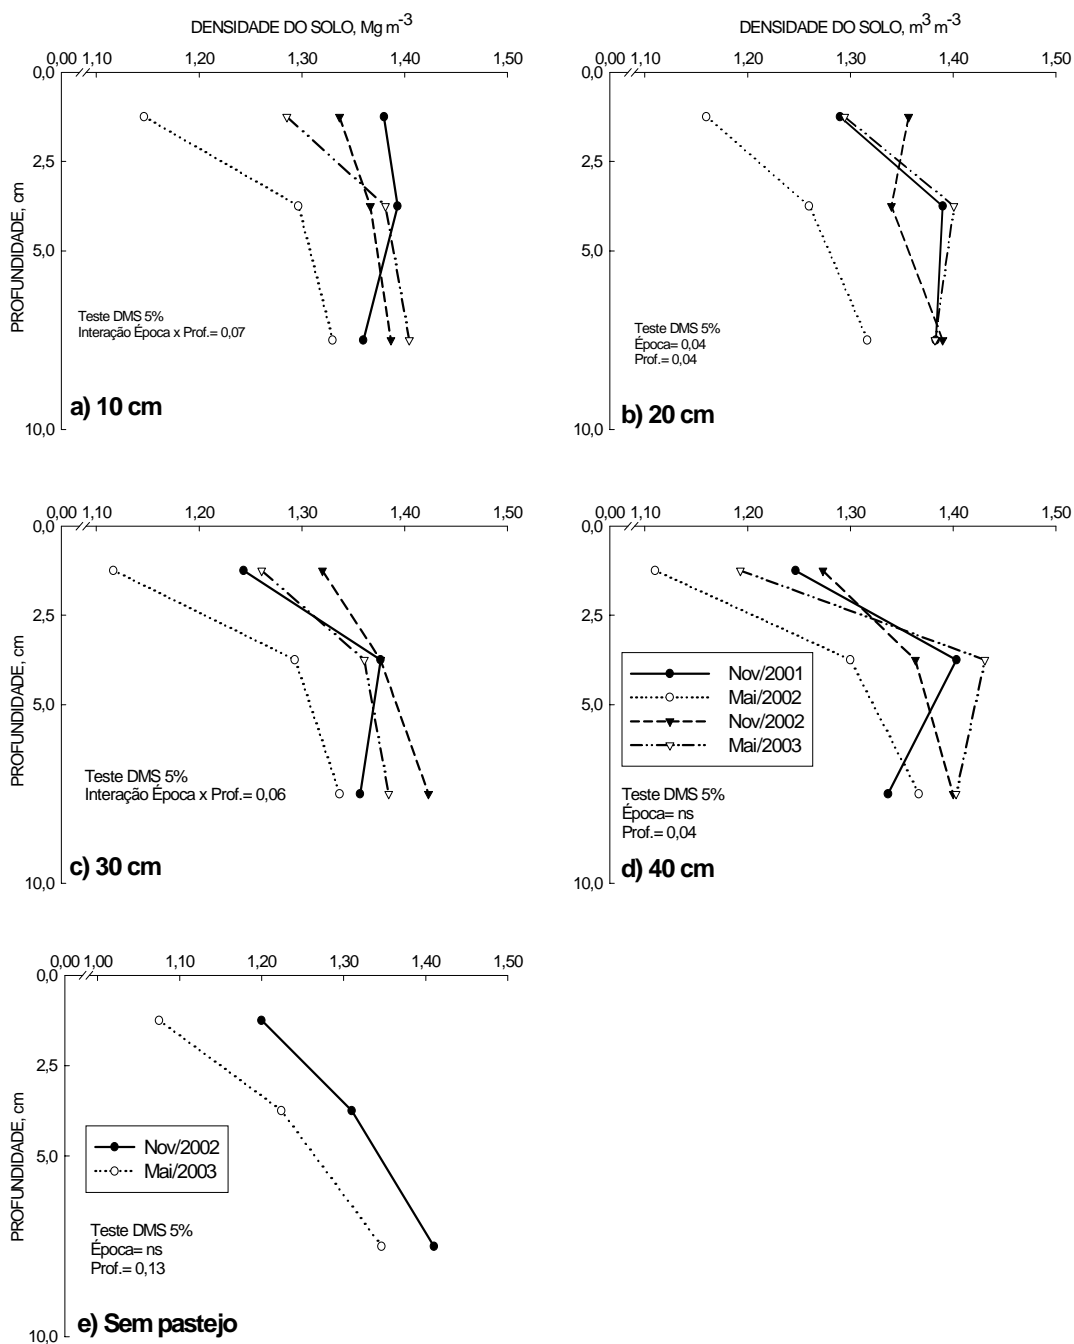 DENSIDADE DO SOLO, Mg m-3
0,00 1,10 1,20 1,30 1,40 1,50
0,0
2,5
5,0
10,0
PROFUNDIDADE, cm
Teste DMS 5%
Interação Época x Prof.= 0,07
a) 10 cm
DENSIDADE DO SOLO, m3 m-3
0,00 1,10 1,20 1,30 1,40 1,50
0,0
2,5
5,0
10,0
Teste DMS 5%
Época= 0,04
Prof.= 0,04
b) 20 cm
0,00 1,10 1,20 1,30 1,40 1,50
0,0
2,5
5,0
10,0
PROFUNDIDADE, cm
Teste DMS 5%
Interação Época x Prof.= 0,06
c) 30 cm
0,00 1,10 1,20 1,30 1,40 1,50
0,0
2,5
5,0
10,0
Nov/2001
Mai/2002
Nov/2002
Mai/2003
Teste DMS 5%
Época= ns
Prof.= 0,04
d) 40 cm
0,00 1,00 1,10 1,20 1,30 1,40 1,50
0,0
2,5
5,0
10,0
PROFUNDIDADE, cm
Nov/2002
Mai/2003
Teste DMS 5%
Época= ns
Prof.= 0,13
e) Sem pastejo